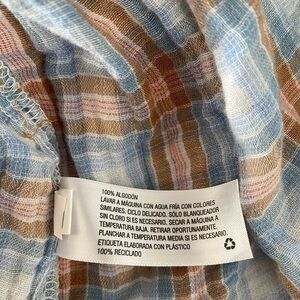 100% ALGODÓN
LAVAR A MÁQUINA CON AGUA FRÍA CON COLORES
SIMILARES, CICLO DELICADO. SÓLO BLANQUEADOR
SIN CLORO SI ES NECESARIO. SECAR A MÁQUINA A
TEMPERATURA BAJA. RETIRAR OPORTUNAMENTE.
PLANCHAR A TEMPERATURA MEDIA SI ES NECESARIO.
ETIQUETA ELABORADA CON PLÁSTICO
100% RECICLADO